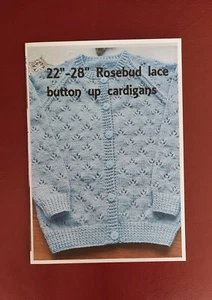 22"-28" Rosebud lace
button up cardigans